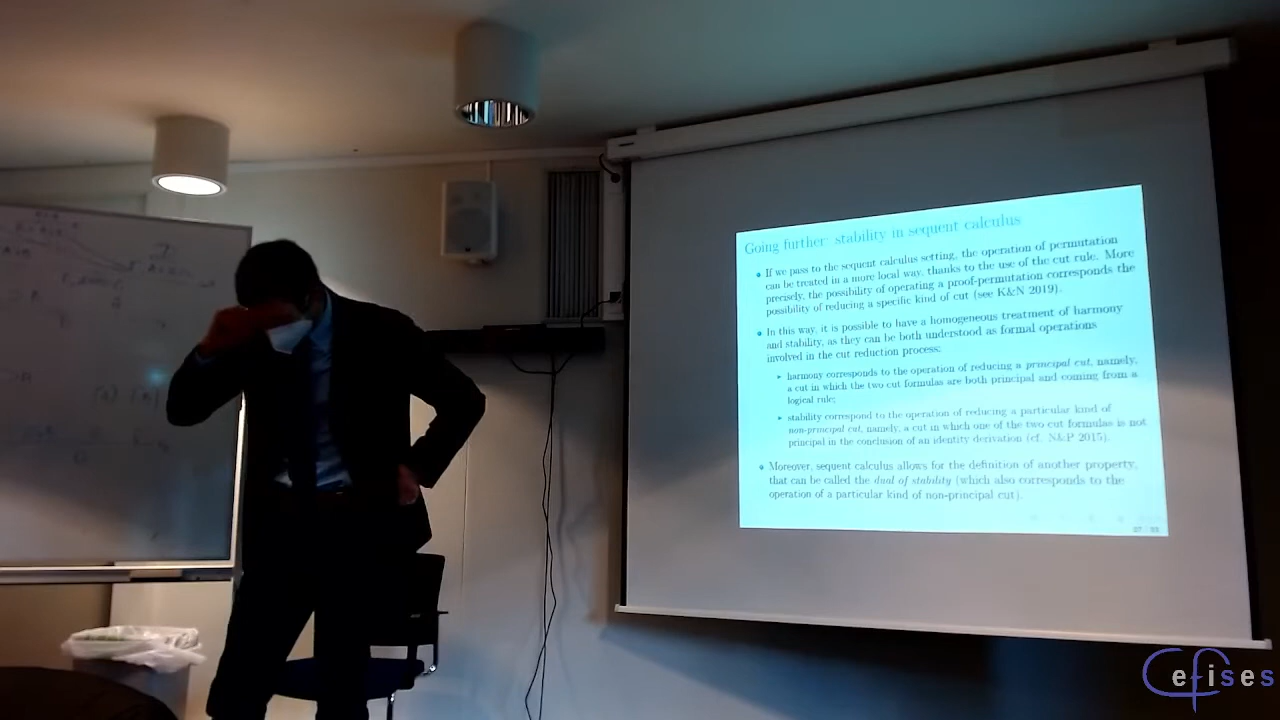 Going further: stability in sequent calculus
If we pass to the sequent calculus setting, the operation of permutation
can be treated in a more local way, thanks to the use of the cut rule. More
precisely, the possibility of operating a proof-permutation corresponds the
possibility of reducing a specific kind of cut (see K&N 2019).
In this way, it is possible to have a homogeneous treatment of harmony
and stability, as they can be both understood as formal operations
involved in the cut reduction process:
harmony corresponds to the operation of reducing a principal cut, namely,
a cut in which the two cut formulas are both principal and coming from a
logical rule;
stability correspond to the operation of reducing a particular kind of
non-principal cut, namely, a cut in which one of the two cut formulas is not
principal in the conclusion of an identity derivation (cf. N&P 2015).
Moreover, sequent calculus allows for the definition of another property,
that can be called the dual of stability (which also corresponds to the
operation of a particular kind of non-principal cut).
Cefises